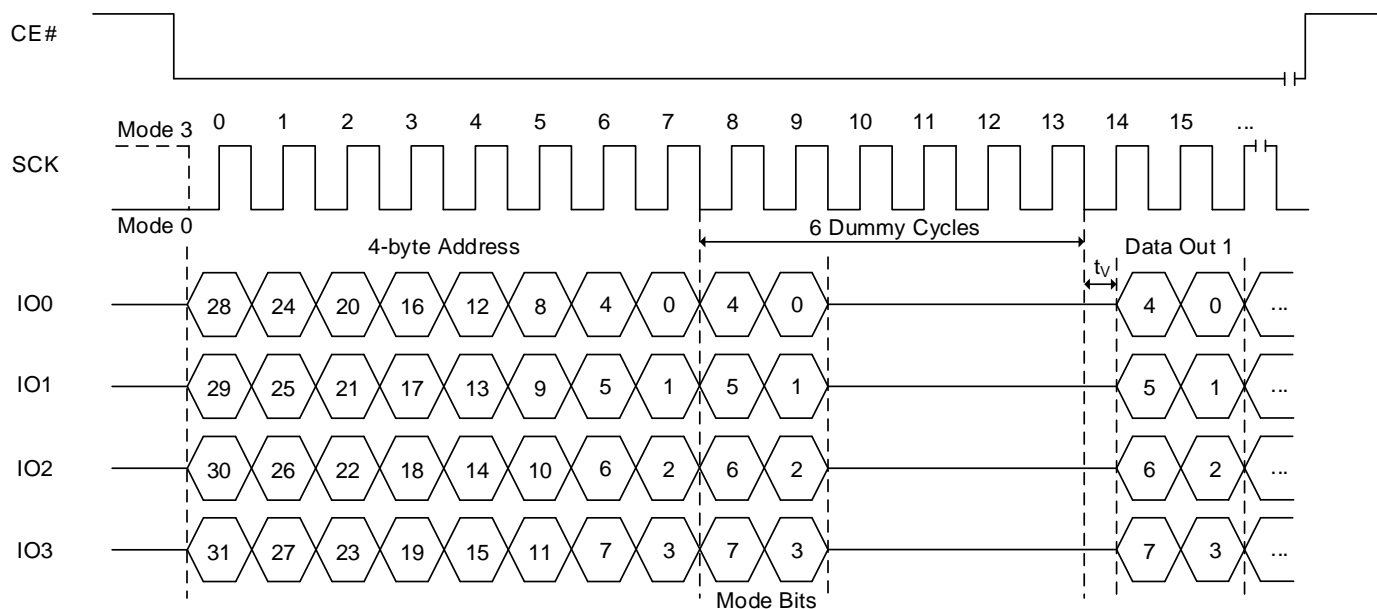 CE#
0 1 2 3 4 5 6 7 8 9 10 11 12 13 14 15 ...
Mode 3
SCK
Mode 0
4-byte Address
6 Dummy Cycles
Data Out 1
tV
IO0 28 24 20 16 12 8 4 0 4 0 4 0 ...
IO1 29 25 21 17 13 9 5 1 5 1 5 1 ...
IO2 30 26 22 18 14 10 6 2 6 2 6 2 ...
IO3 31 27 23 19 15 11 7 3 7 3 7 3 ...
Mode Bits